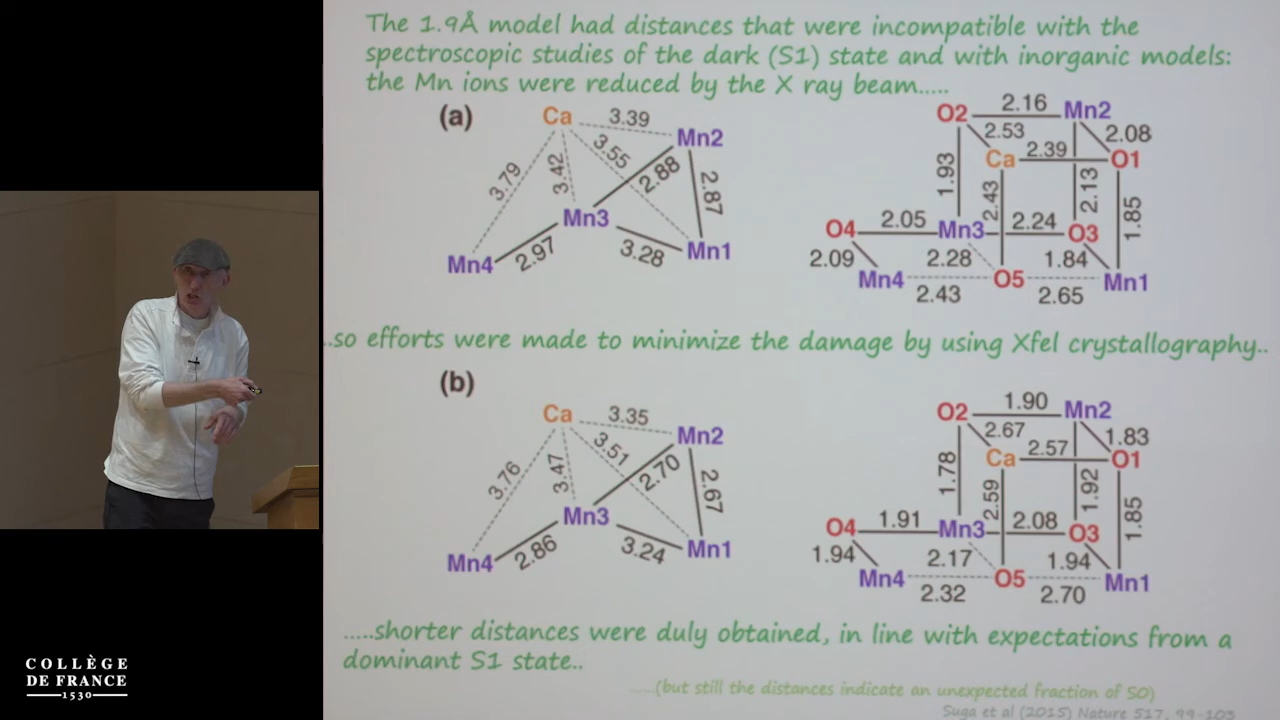 The 1.9Å model had distances that were incompatible with the
spectroscopic studies of the dark (S1) state and with inorganic models:
the Mn ions were reduced by the X ray beam.....
(a)
Ca 3.39 Mn2
3.79 3.42 3.55 2.88 2.87
Mn3
Mn4 2.97 3.28 Mn1
O2 2.16 Mn2
2.53 2.08
Ca 2.39 O1
1.93 2.43 2.13 1.85
O4 2.05 Mn3 2.24 O3
2.09 2.28 1.84
Mn4 O5 Mn1
2.43 2.65
..so efforts were made to minimize the damage by using Xfel crystallography..
(b)
Ca 3.35 Mn2
3.76 3.47 3.51 2.70 2.67
Mn3
Mn4 2.86 3.24 Mn1
O2 1.90 Mn2
2.67 1.83
Ca 2.57 O1
1.78 2.59 1.92 1.85
O4 1.91 Mn3 2.08 O3
1.94 2.17 1.94
Mn4 O5 Mn1
2.32 2.70
.....shorter distances were duly obtained, in line with expectations from a
dominant S1 state..
.....(but still the distances indicate an unexpected fraction of S0)
Suga et al (2015) Nature 517, 99-103
COLLÈGE
DE FRANCE
1530